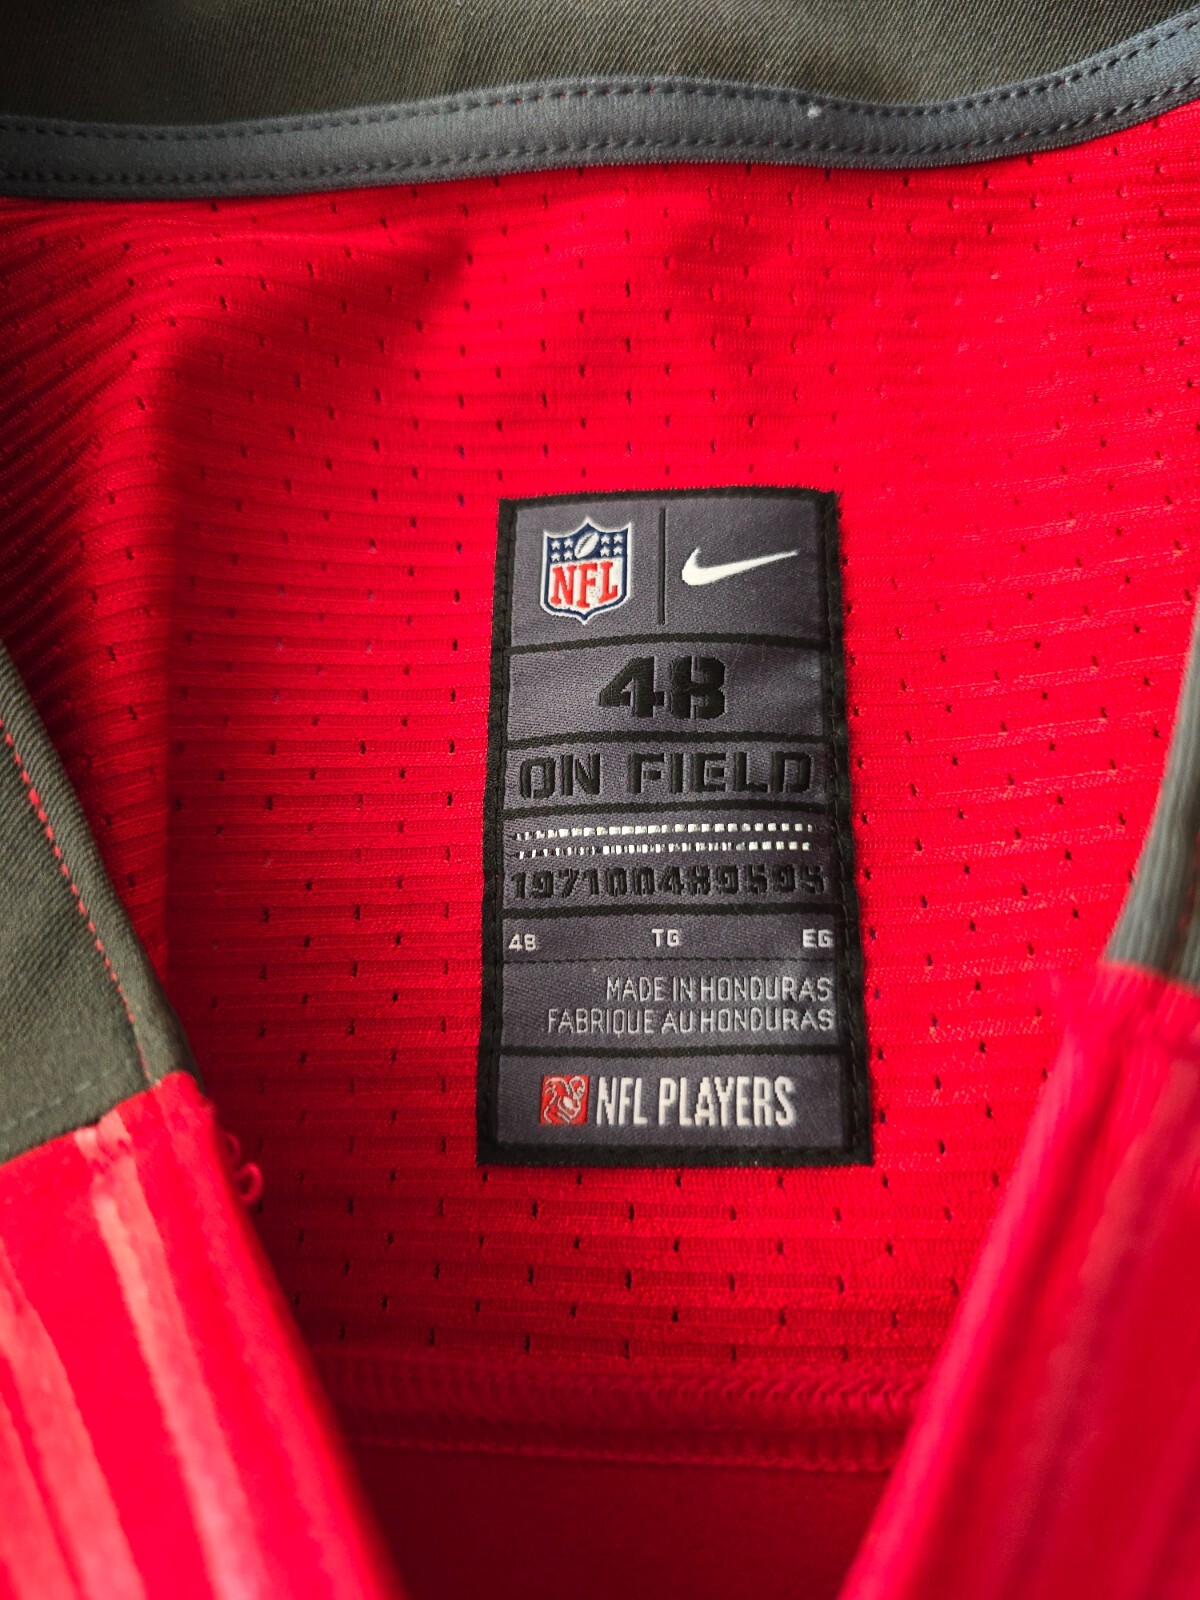 NFL
48
ON FIELD
48 TG EG
MADE IN HONDURAS
FABRIQUE AU HONDURAS
NFL PLAYERS